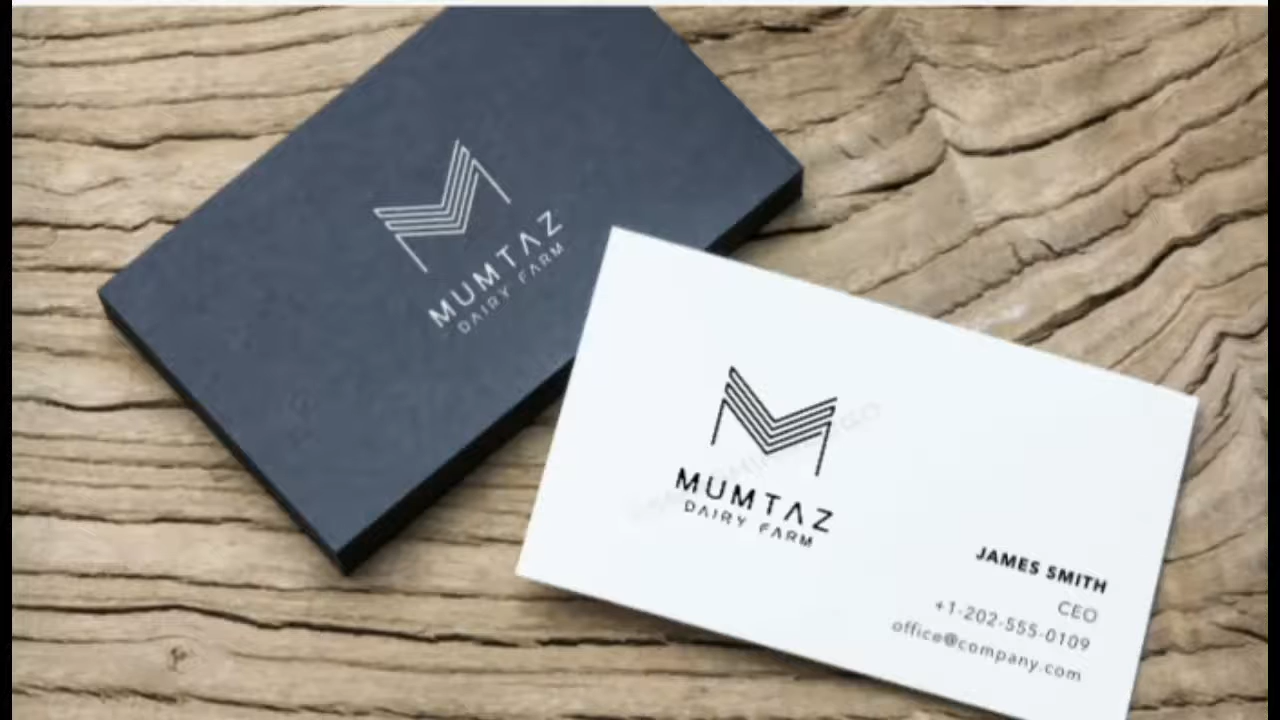 MUMTAZ
DAIRY FARM
MUMTAZ
DAIRY FARM
JAMES SMITH
CEO
+1-202-555-0109
office@company.com